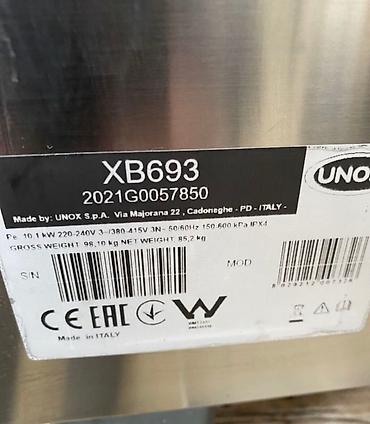 XB693
2021G0057850
UNOX
Made by: UNOX S.p.A. Via Majorana 22 , Cadoneghe - PD - ITALY -
Pe 10,1 kW 220-240V 3~/380-415V 3N~ 50/60Hz 150-600 kPa IPX4
GROSS WEIGHT: 98,10 kg NET WEIGHT: 85,2 kg
S/N
MOD
CE EAC
Made in ITALY